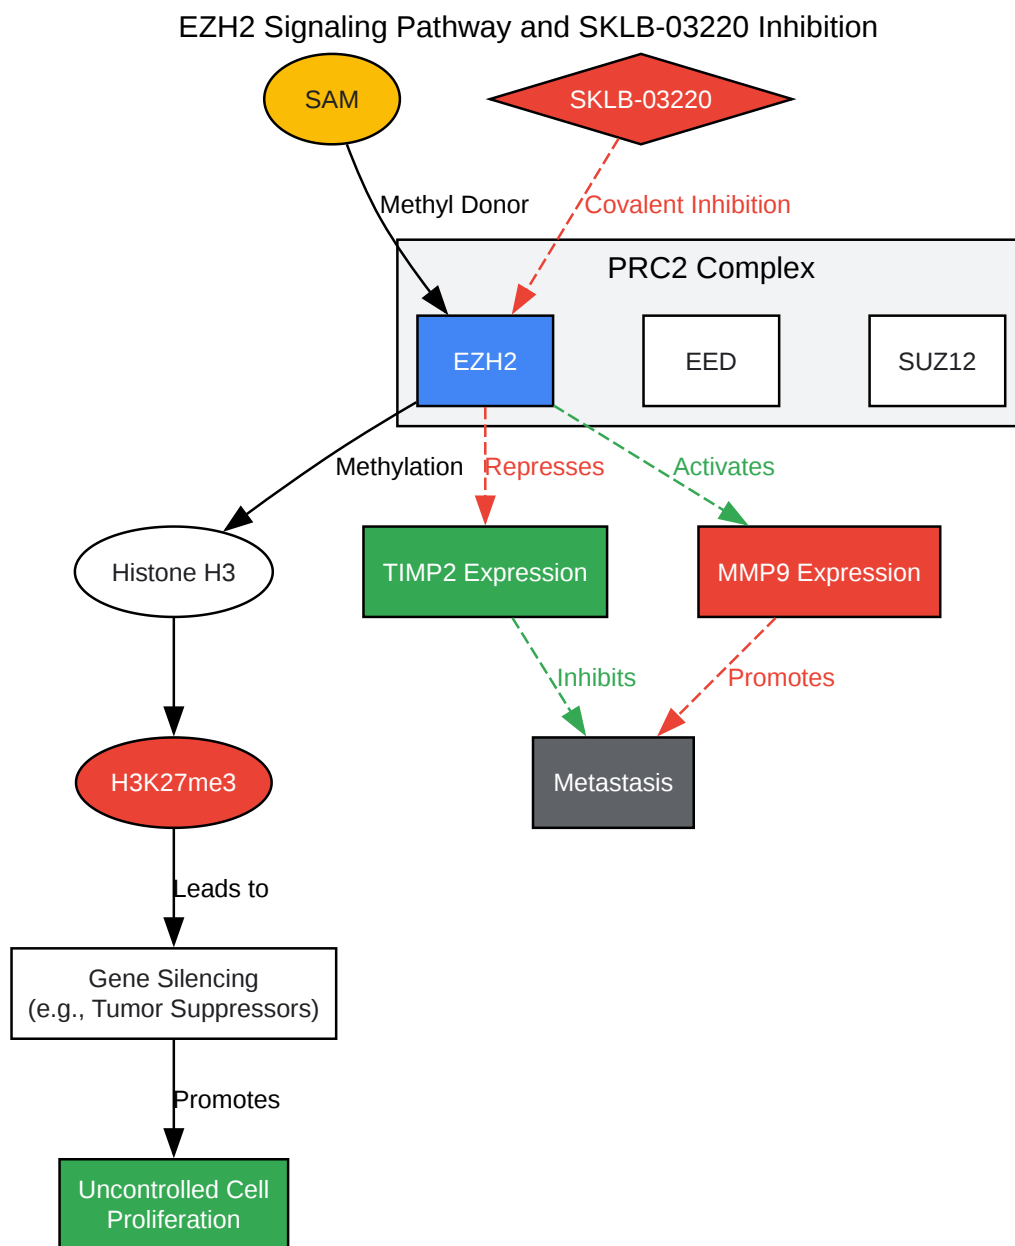 EZH2 Signaling Pathway and SKLB-03220 Inhibition
SAM
SKLB-03220
Methyl Donor
Covalent Inhibition
PRC2 Complex
EZH2
EED
SUZ12
Methylation
Represses
Activates
Histone H3
TIMP2 Expression
MMP9 Expression
Inhibits
Promotes
H3K27me3
Metastasis
Leads to
Gene Silencing
(e.g., Tumor Suppressors)
Promotes
Uncontrolled Cell
Proliferation